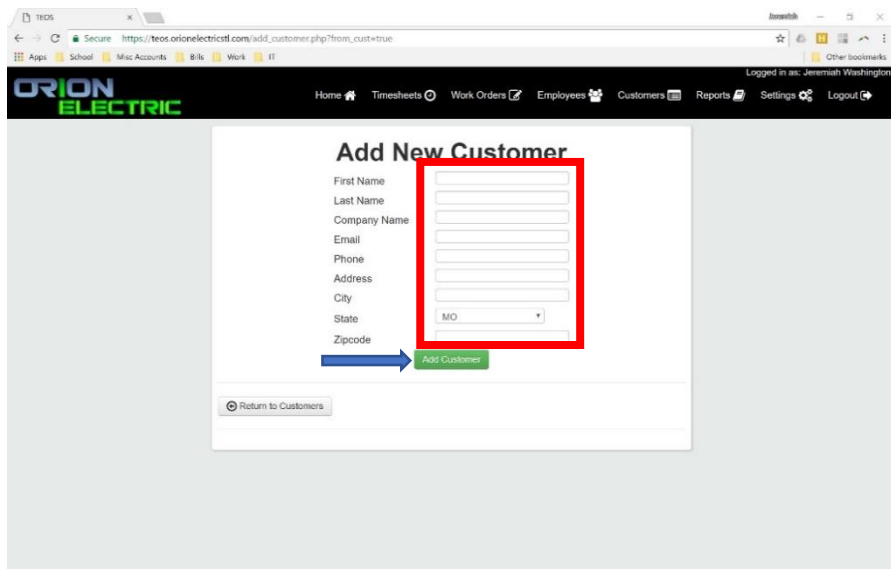 TEOS
Jeremiah
Secure https://teos.orionelectricstl.com/add_customer.php?from_cust=true
Apps School Misc Accounts Bills Work IT Other bookmarks
Logged in as: Jeremiah Washington
ORION
ELECTRIC
Home Timesheets Work Orders Employees Customers Reports Settings Logout
Add New Customer
First Name
Last Name
Company Name
Email
Phone
Address
City
State MO
Zipcode
Add Customer
Return to Customers